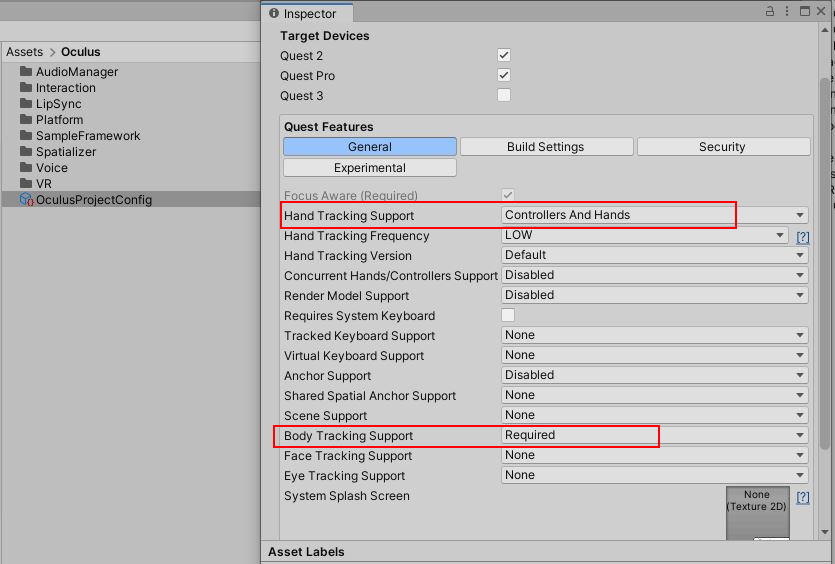 Inspector
Assets > Oculus
AudioManager
Interaction
LipSync
Platform
SampleFramework
Spatializer
Voice
VR
OculusProjectConfig
Target Devices
Quest 2
Quest Pro
Quest 3
Quest Features
General Build Settings Security
Experimental
Focus Aware (Required)
Hand Tracking Support Controllers And Hands
Hand Tracking Frequency LOW [?]
Hand Tracking Version Default
Concurrent Hands/Controllers Support Disabled
Render Model Support Disabled
Requires System Keyboard
Tracked Keyboard Support None
Virtual Keyboard Support None
Anchor Support Disabled
Shared Spatial Anchor Support None
Scene Support None
Body Tracking Support Required
Face Tracking Support None
Eye Tracking Support None
System Splash Screen None [?]
(Texture 2D)
Asset Labels